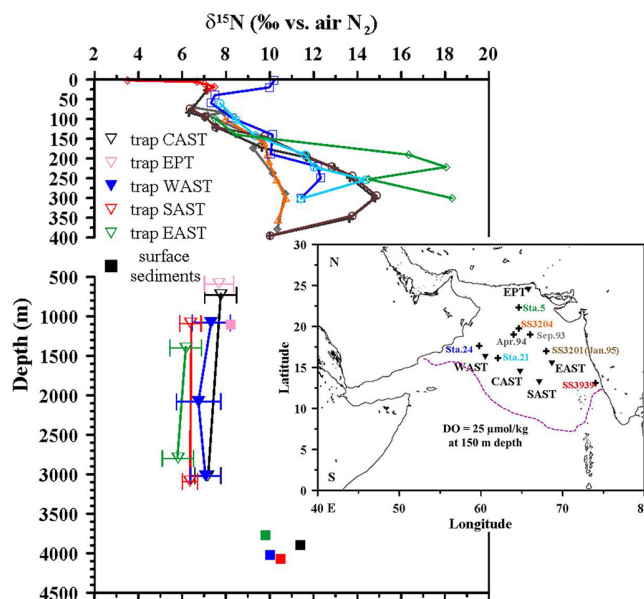 δ¹⁵N (‰ vs. air N₂)
2 4 6 8 10 12 14 16 18 20
0
50
100
150
200
250
300
350
400
trap CAST
trap EPT
trap WAST
trap SAST
trap EAST
surface
sediments
500
1000
1500
2000
2500
3000
3500
4000
4500
Depth (m)
30
25
20
15
10
5
0
Latitude
N
EPT
Sta.5
SS3204
Apr.94 Sep.93
Sta.24 SS3201(Jan.95)
WAST Sta.21 EAST
CAST
SAST SS3939
DO = 25 μmol/kg
at 150 m depth
S
40 E 50 60 70 80
Longitude